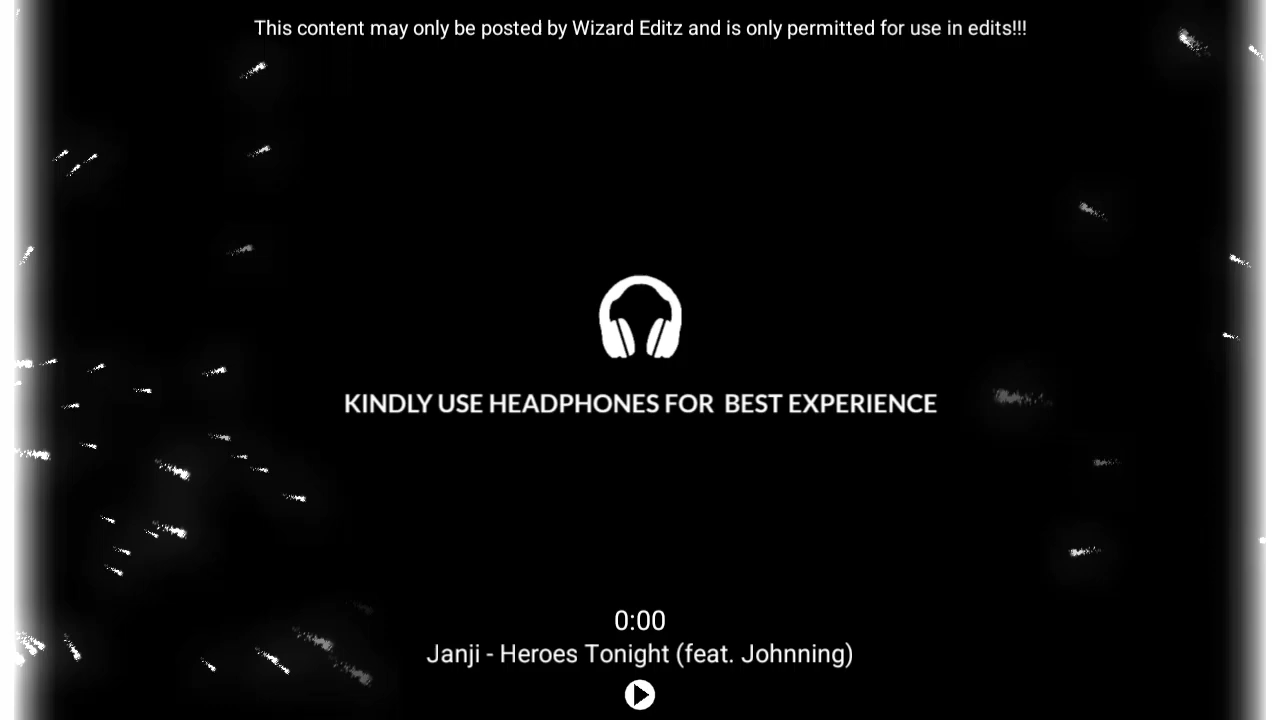 This content may only be posted by Wizard Editz and is only permitted for use in edits!!!
KINDLY USE HEADPHONES FOR BEST EXPERIENCE
0:00
Janji - Heroes Tonight (feat. Johnning)